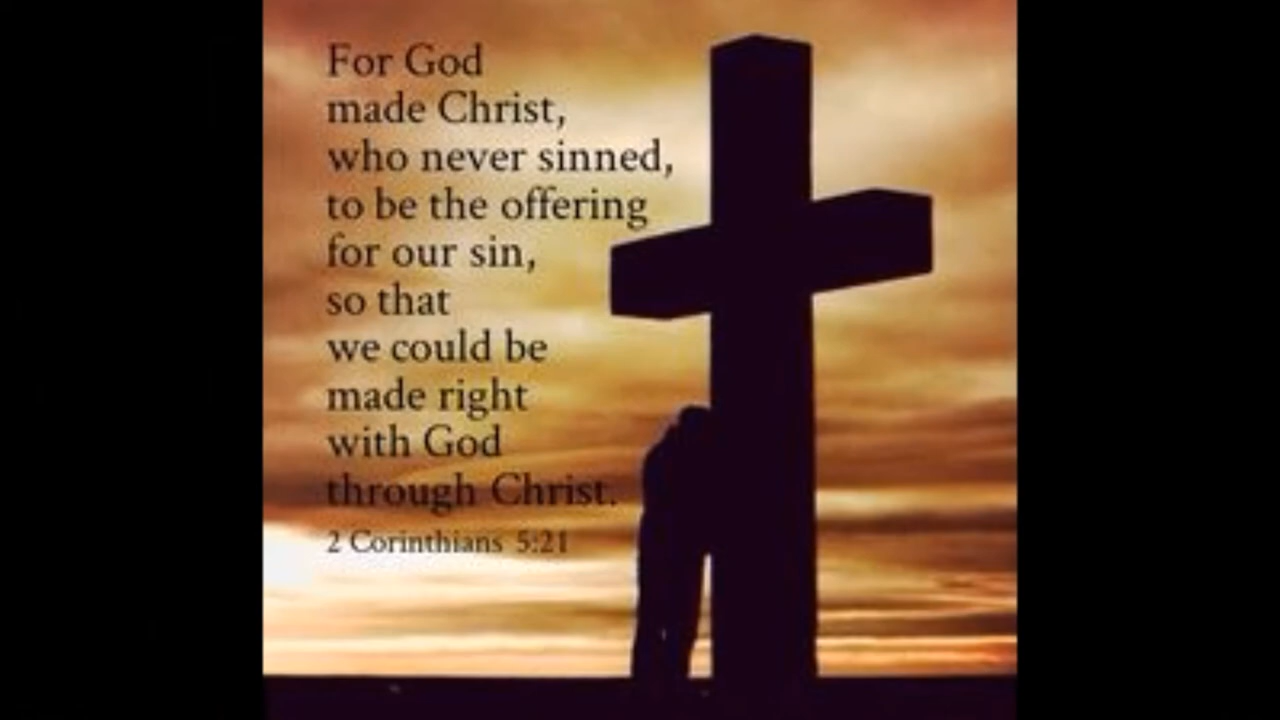 For God
made Christ,
who never sinned,
to be the offering
for our sin,
so that
we could be
made right
with God
through Christ.
2 Corinthians 5:21